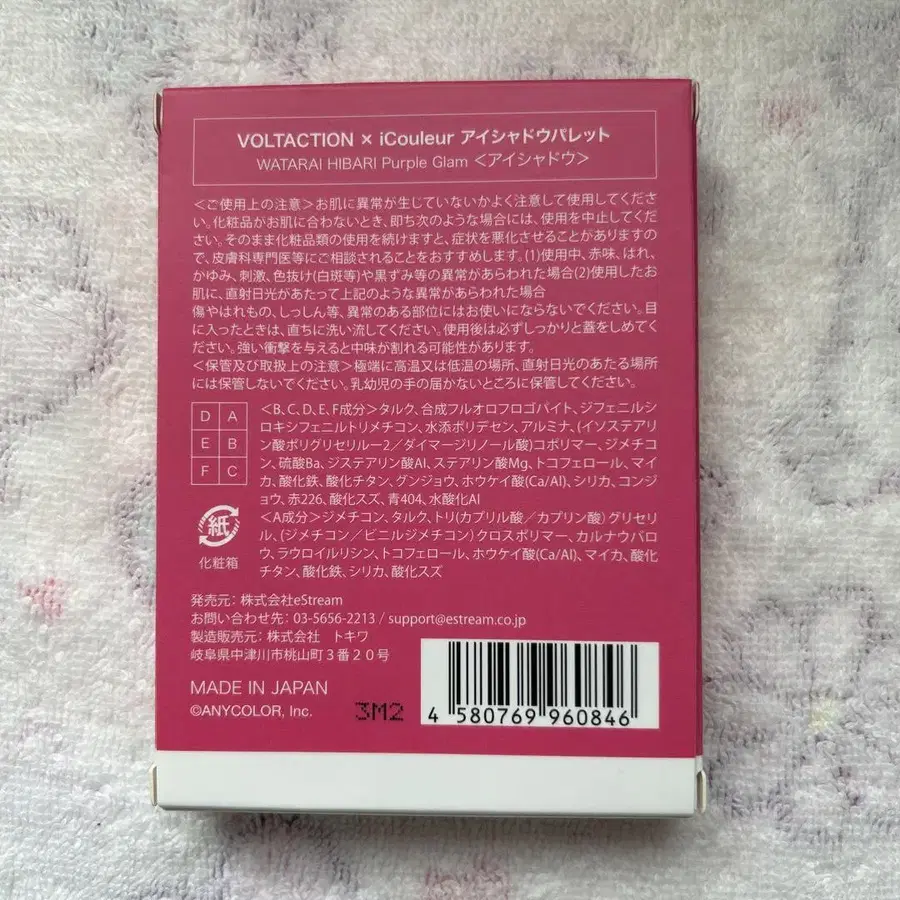 VOLTACTION × iCouleur アイシャドウパレット
WATARAI HIBARI Purple Glam ＜アイシャドウ＞
＜ご使用上の注意＞お肌に異常が生じていないかよく注意して使用してくださ
い。化粧品がお肌に合わないとき、即ち次のような場合には、使用を中止してくだ
さい。そのまま化粧品類の使用を続けますと、症状を悪化させることがありますの
で、皮膚科専門医等にご相談されることをおすすめします。(1)使用中、赤味、はれ、
かゆみ、刺激、色抜け(白斑等)や黒ずみ等の異常があらわれた場合(2)使用したお
肌に、直射日光があたって上記のような異常があらわれた場合
傷やはれもの、しっしん等、異常のある部位にはお使いにならないでください。目
に入ったときは、直ちに洗い流してください。使用後は必ずしっかりと蓋をしめてく
ださい。強い衝撃を与えると中味が割れる可能性があります。
＜保管及び取扱上の注意＞極端に高温又は低温の場所、直射日光のあたる場所
には保管しないでください。乳幼児の手の届かないところに保管してください。
D A
E B
F C
＜B、C、D、E、F成分＞タルク、合成フルオロフロゴパイト、ジフェニルシ
ロキシフェニルトリメチコン、水添ポリデセン、アルミナ、(イソステアリ
ン酸ポリグリセリル－2／ダイマージリノール酸)コポリマー、ジメチコ
ン、硫酸Ba、ジステアリン酸Al、ステアリン酸Mg、トコフェロール、マイ
カ、酸化鉄、酸化チタン、グンジョウ、ホウケイ酸(Ca/Al)、シリカ、コンジ
ョウ、赤226、酸化スズ、青404、水酸化Al
＜A成分＞ジメチコン、タルク、トリ(カプリル酸／カプリン酸)グリセリ
ル、(ジメチコン／ビニルジメチコン)クロスポリマー、カルナウバロ
ウ、ラウロイルリシン、トコフェロール、ホウケイ酸(Ca/Al)、マイカ、酸化
チタン、酸化鉄、シリカ、酸化スズ
紙
化粧箱
発売元：株式会社eStream
お問い合わせ先：03-5656-2213 / support@estream.co.jp
製造販売元：株式会社　トキワ
岐阜県中津川市桃山町３番２０号
MADE IN JAPAN
©ANYCOLOR, Inc.
3M2
4 580769 960846